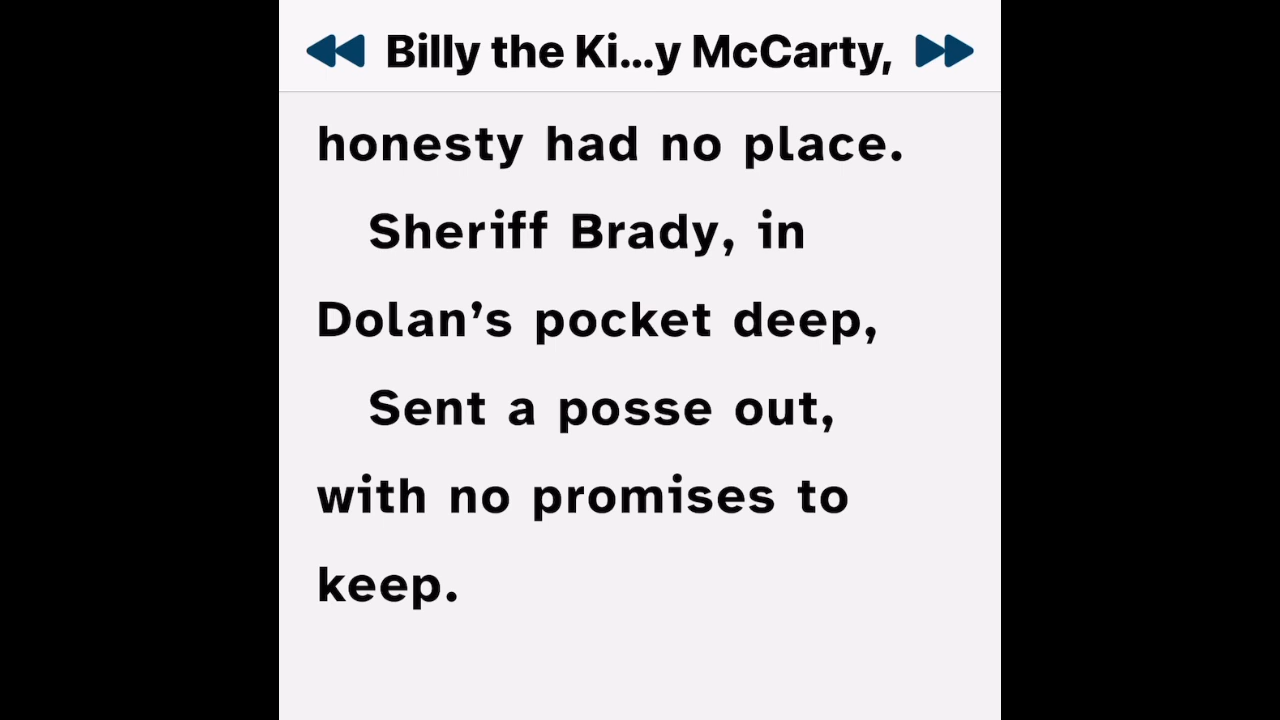 Billy the Ki...y McCarty,
honesty had no place.
Sheriff Brady, in
Dolan’s pocket deep,
Sent a posse out,
with no promises to
keep.